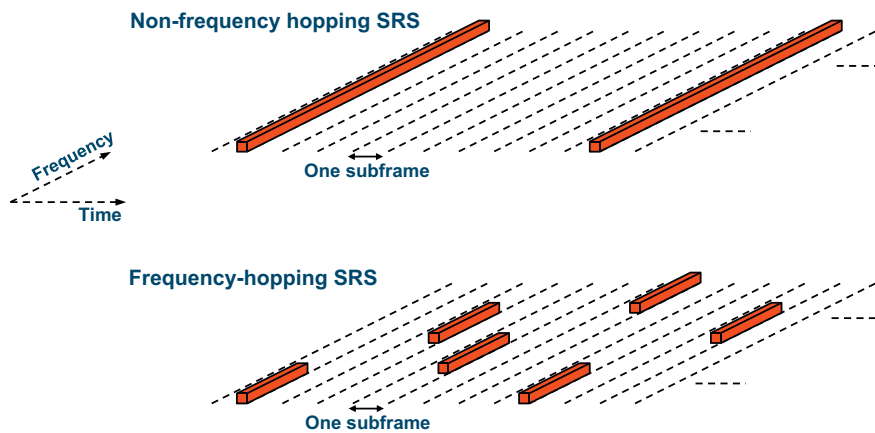 Non-frequency hopping SRS
Frequency
One subframe
Time
Frequency-hopping SRS
One subframe